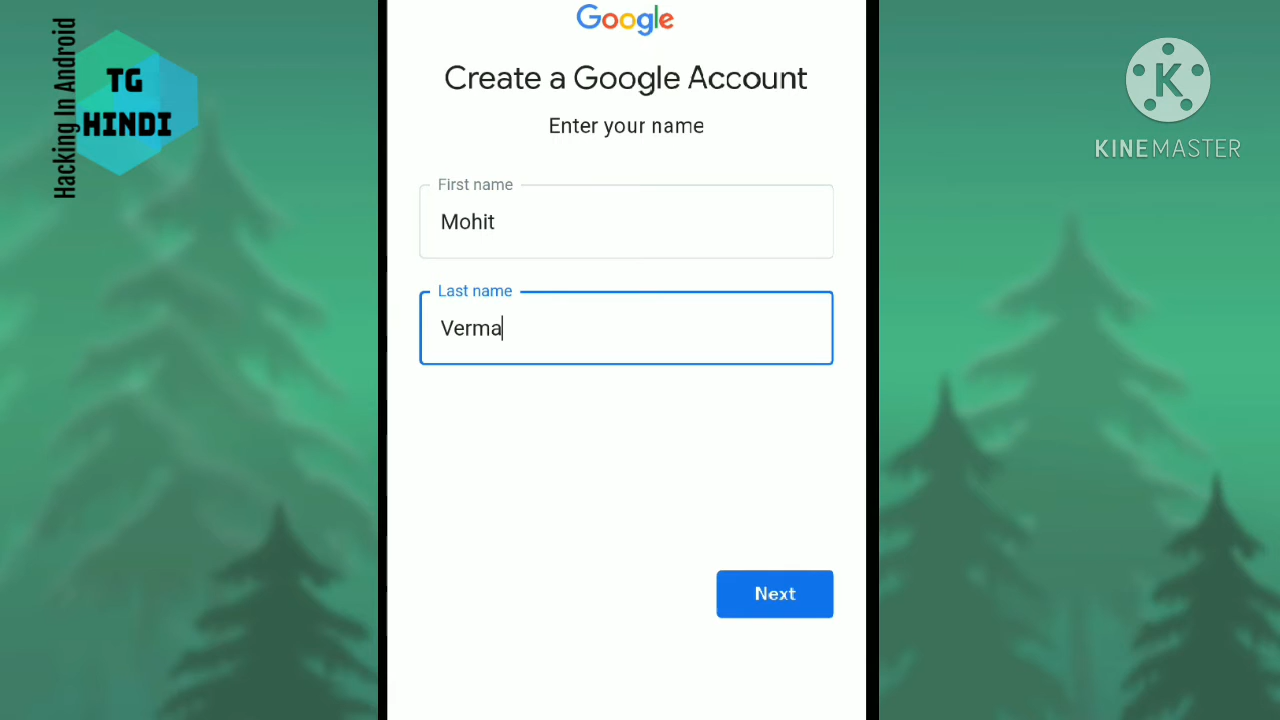 Hacking In Android
TG
HINDI
Google
Create a Google Account
Enter your name
First name
Mohit
Last name
Verma
Next
K
KINEMASTER